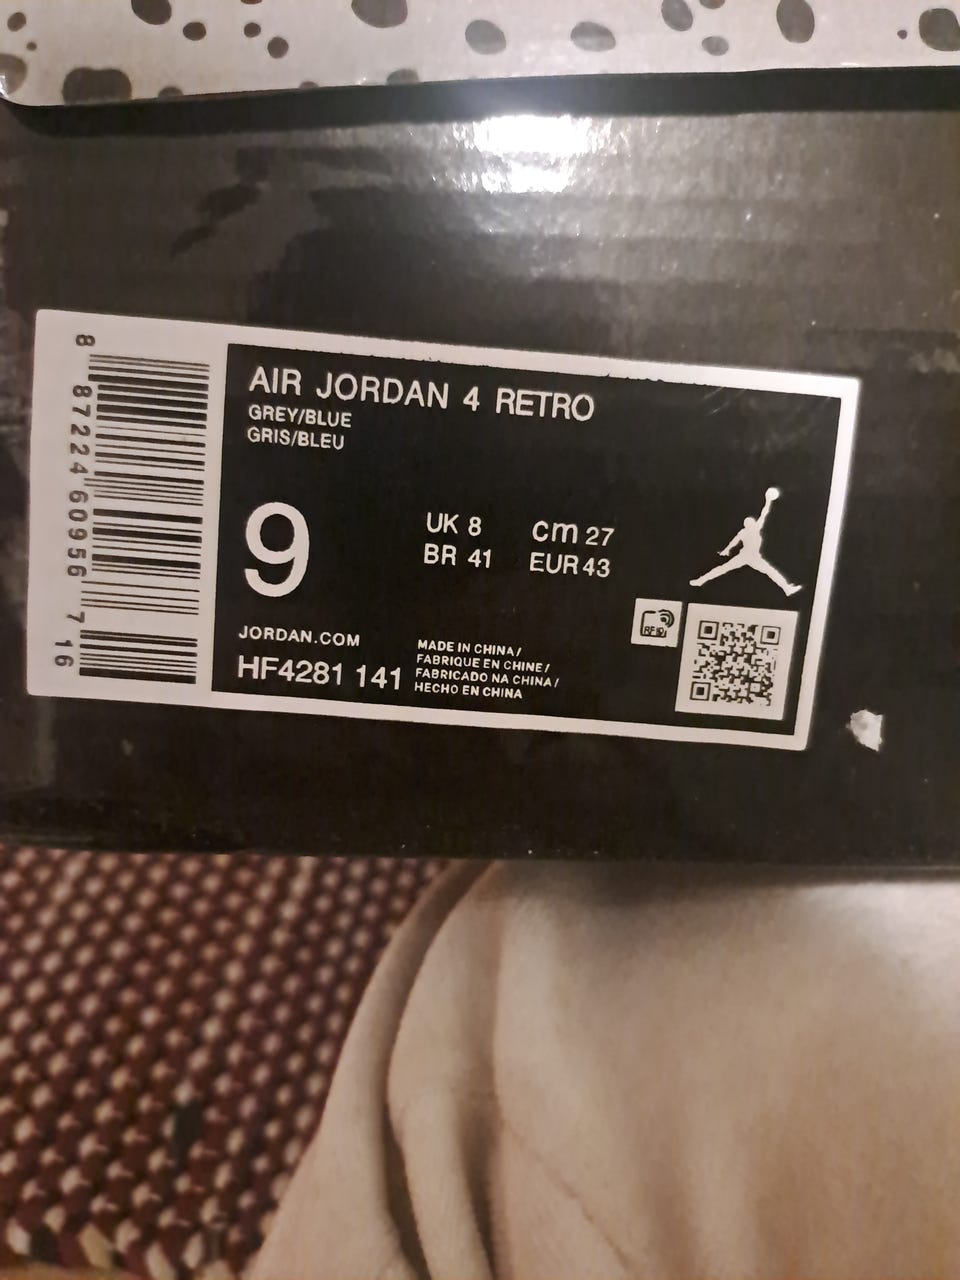 AIR JORDAN 4 RETRO
GREY/BLUE
GRIS/BLEU
9
UK 8
cm 27
BR 41
EUR 43
JORDAN.COM
HF4281 141
MADE IN CHINA/
FABRIQUE EN CHINE/
FABRICADO NA CHINA/
HECHO EN CHINA
RFID
8 87224 60956 7 16